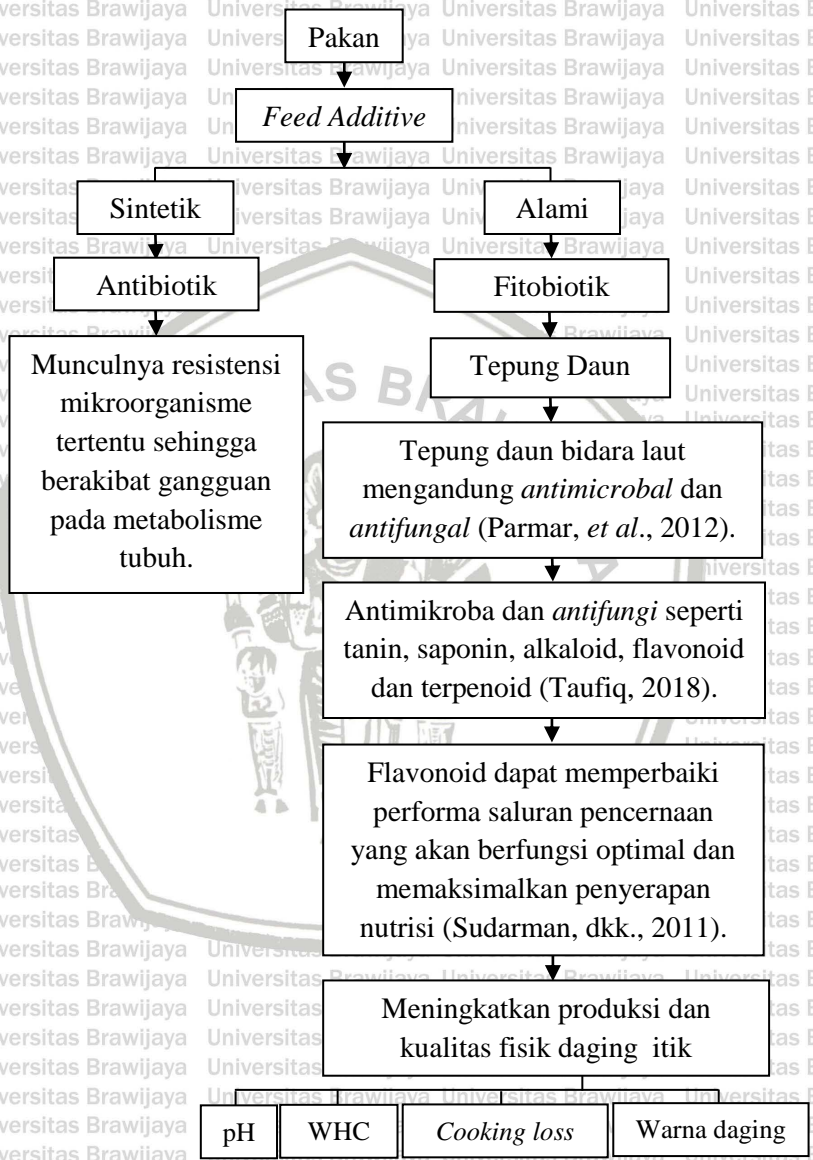 Pakan
Feed Additive
Sintetik
Alami
Antibiotik
Fitobiotik
Munculnya resistensi
mikroorganisme
tertentu sehingga
berakibat gangguan
pada metabolisme
tubuh.
Tepung Daun
Tepung daun bidara laut
mengandung antimicrobal dan
antifungal (Parmar, et al., 2012).
Antimikroba dan antifungi seperti
tanin, saponin, alkaloid, flavonoid
dan terpenoid (Taufiq, 2018).
Flavonoid dapat memperbaiki
performa saluran pencernaan
yang akan berfungsi optimal dan
memaksimalkan penyerapan
nutrisi (Sudarman, dkk., 2011).
Meningkatkan produksi dan
kualitas fisik daging itik
pH
WHC
Cooking loss
Warna daging